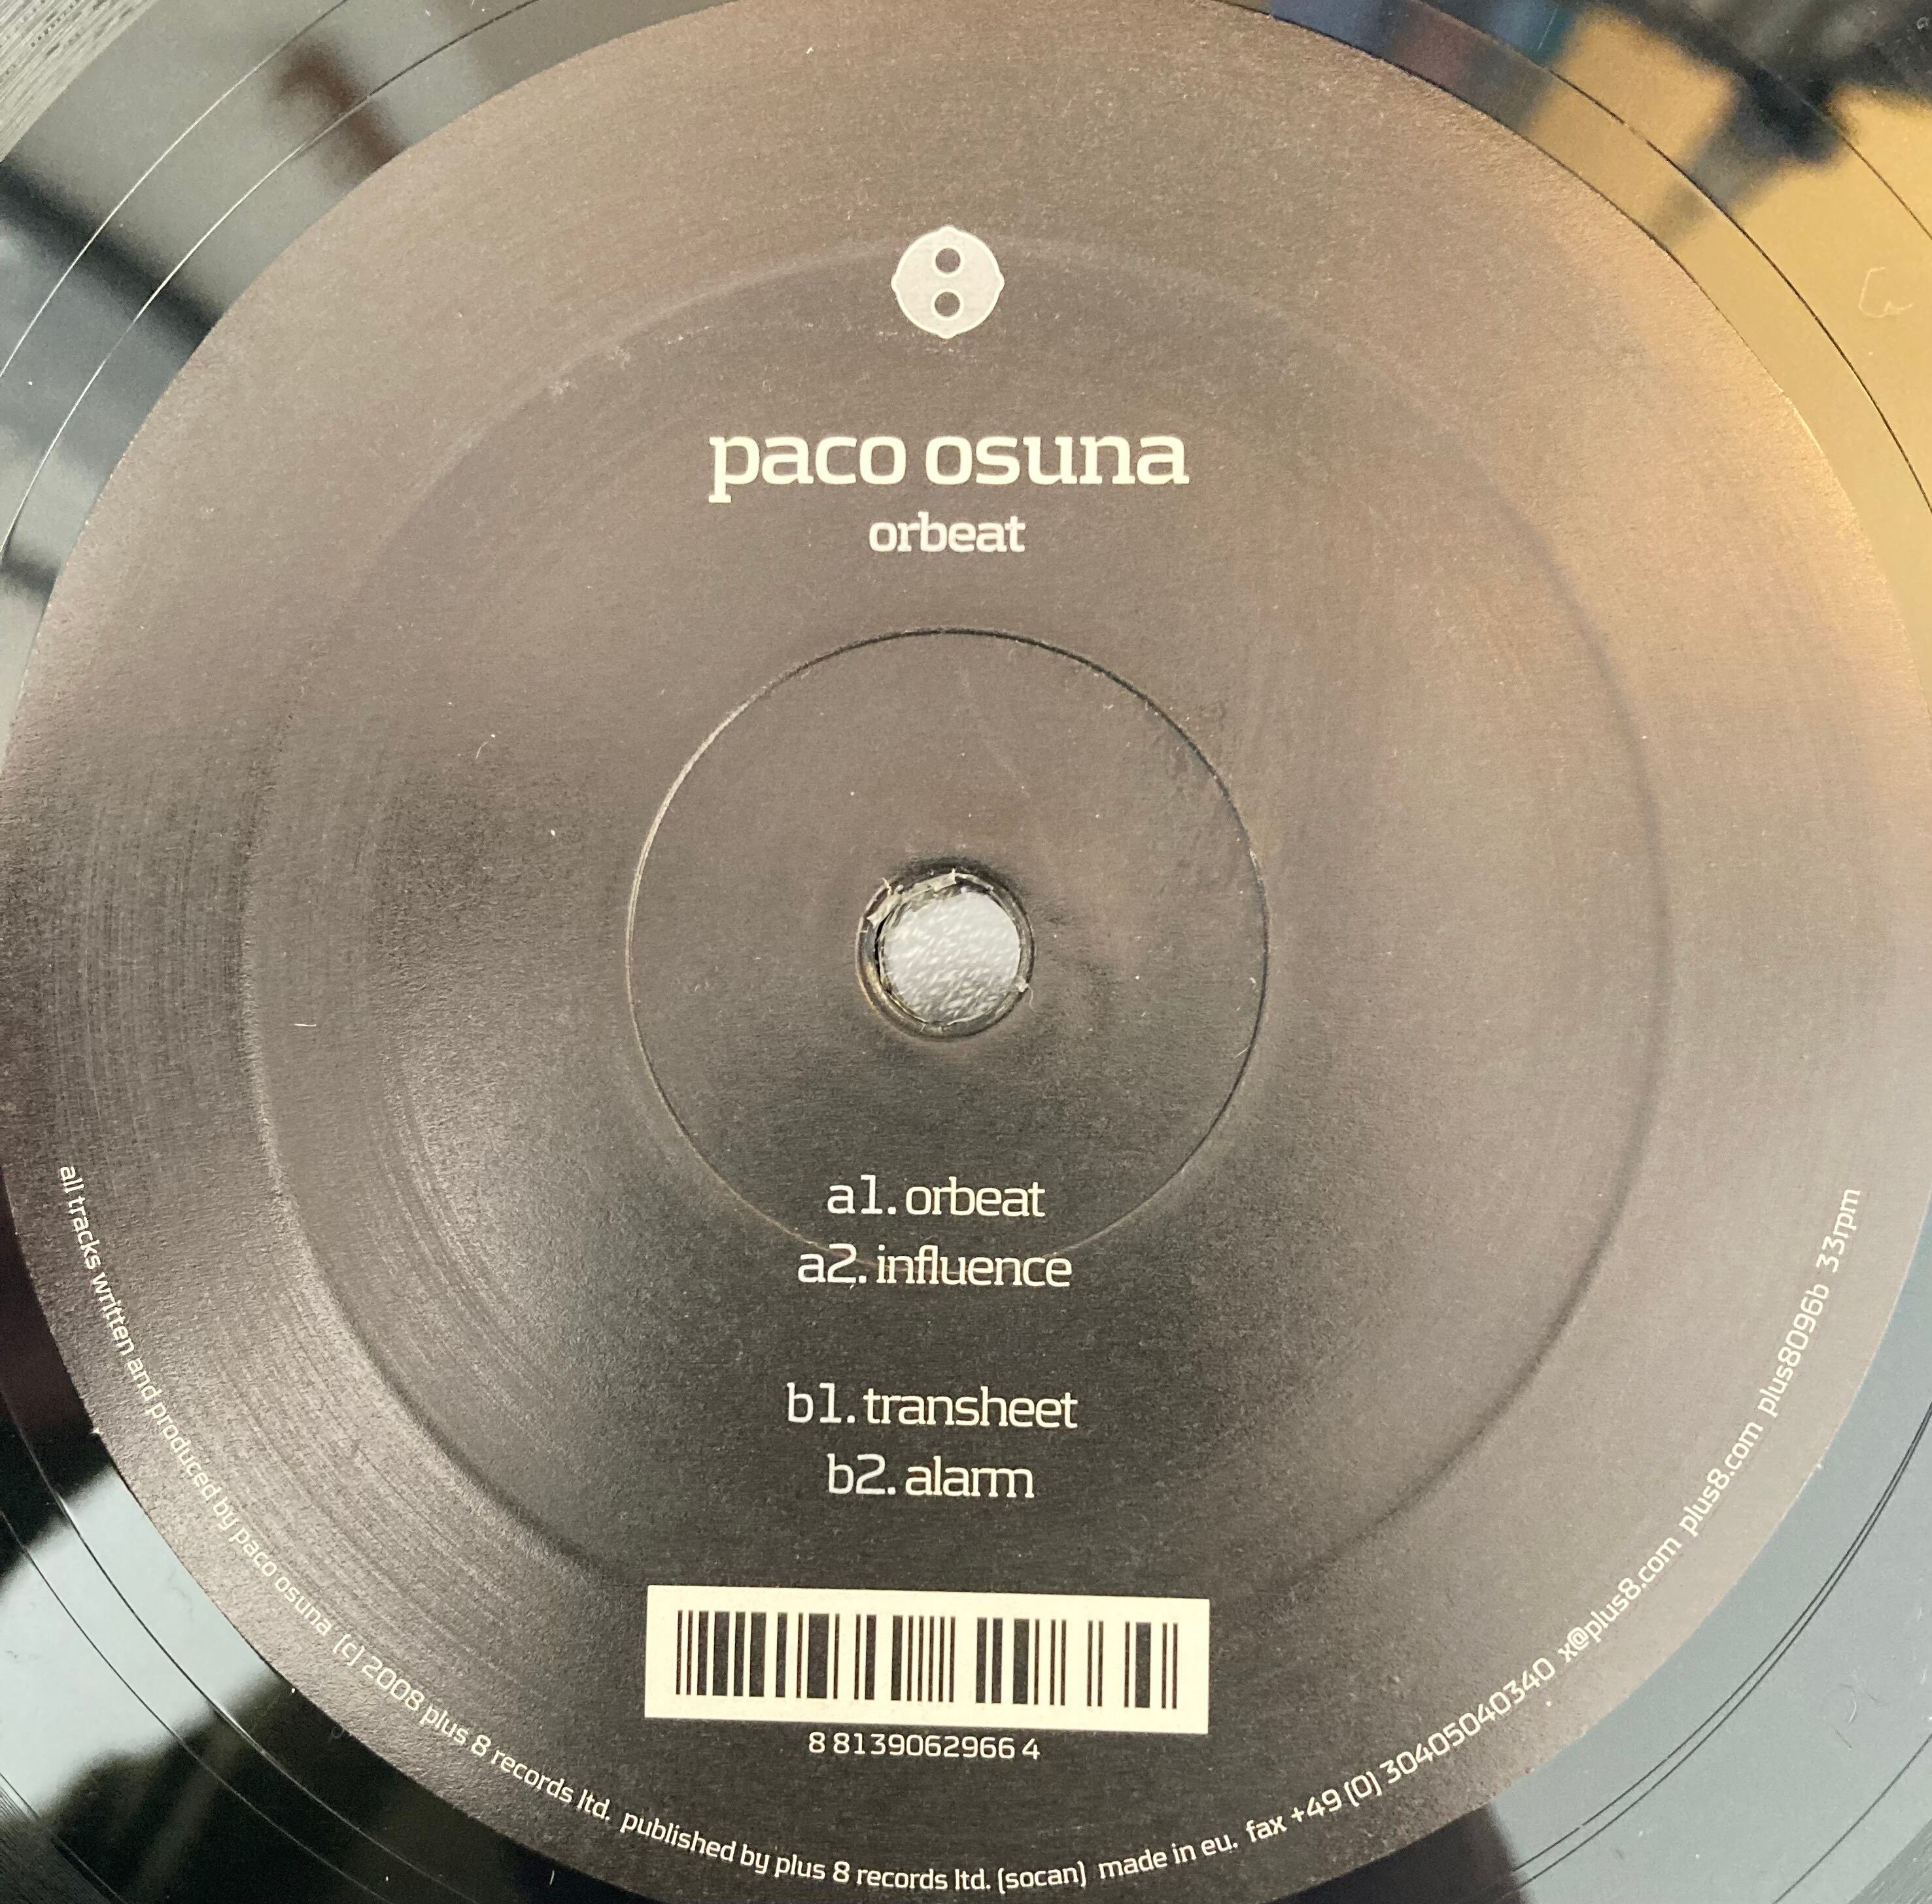 paco osuna
orbeat
a1. orbeat
a2. influence
b1. transheet
b2. alarm
8 8139062966 4
all tracks written and produced by paco osuna (c) 2008 plus 8 records ltd. published by plus 8 records ltd. (socan) made in eu. fax +49 (0) 30405040340 x@plus8.com plus8.com plus8096b 33rpm